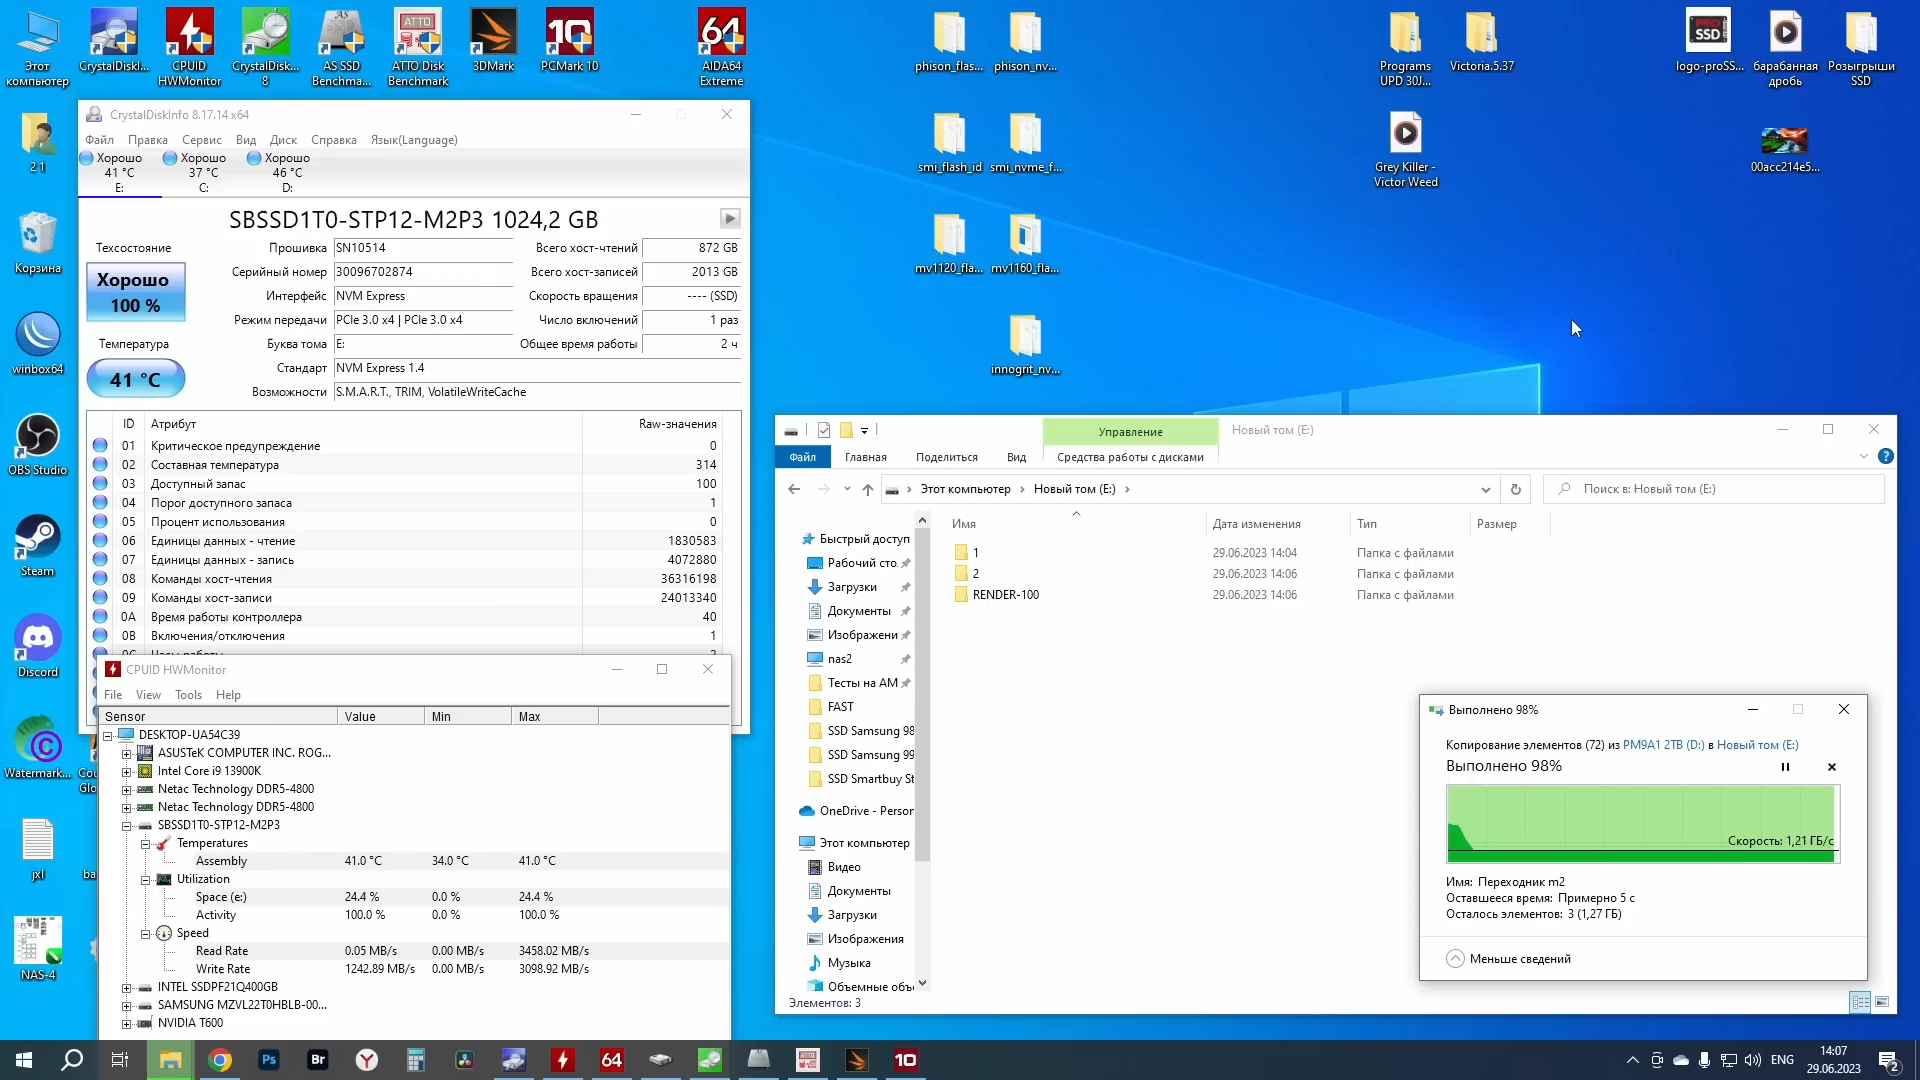 Этот компьютер
CrystalDiskI...
CPUID HWMonitor
CrystalDisk... 8
AS SSD Benchma...
ATTO Disk Benchmark
3DMark
PCMark 10
AIDA64 Extreme
phison_flas...
phison_nv...
Programs UPD 30J...
Victoria.5.37
logo-proSS...
барабанная дробь
Розыгрыши SSD
2 1
Корзина
winbox64
OBS Studio
Steam
Discord
Watermark...
jxl
NAS-4
smi_flash_id
smi_nvme_f...
Grey Killer - Victor Weed
00acc214e5...
mv1120_fla...
mv1160_fla...
innogrit_nv...
CrystalDiskInfo 8.17.14 x64
Файл Правка Сервис Вид Диск Справка Язык(Language)
Хорошо Хорошо Хорошо
41 °C 37 °C 46 °C
E: C: D:
SBSSD1T0-STP12-M2P3 1024,2 GB
Техсостояние
Хорошо
100 %
Температура
41 °C
Прошивка SN10514
Серийный номер 30096702874
Интерфейс NVM Express
Режим передачи PCIe 3.0 x4 | PCIe 3.0 x4
Буква тома E:
Стандарт NVM Express 1.4
Возможности S.M.A.R.T., TRIM, VolatileWriteCache
Всего хост-чтений 872 GB
Всего хост-записей 2013 GB
Скорость вращения ---- (SSD)
Число включений 1 раз
Общее время работы 2 ч
ID Атрибут Raw-значения
01 Критическое предупреждение 0
02 Составная температура 314
03 Доступный запас 100
04 Порог доступного запаса 1
05 Процент использования 0
06 Единицы данных - чтение 1830583
07 Единицы данных - запись 4072880
08 Команды хост-чтения 36316198
09 Команды хост-записи 24013340
0A Время работы контроллера 40
0B Включения/отключения 1
CPUID HWMonitor
File View Tools Help
Sensor Value Min Max
DESKTOP-UA54C39
ASUSTeK COMPUTER INC. ROG...
Intel Core i9 13900K
Netac Technology DDR5-4800
Netac Technology DDR5-4800
SBSSD1T0-STP12-M2P3
Temperatures
Assembly 41.0 °C 34.0 °C 41.0 °C
Utilization
Space (e:) 24.4 % 0.0 % 24.4 %
Activity 100.0 % 0.0 % 100.0 %
Speed
Read Rate 0.05 MB/s 0.00 MB/s 3458.02 MB/s
Write Rate 1242.89 MB/s 0.00 MB/s 3098.92 MB/s
INTEL SSDPF21Q400GB
SAMSUNG MZVL22T0HBLB-00...
NVIDIA T600
Управление Новый том (E:)
Файл Главная Поделиться Вид Средства работы с дисками
Этот компьютер Новый том (E:)
Поиск в: Новый том (E:)
Имя Дата изменения Тип Размер
1 29.06.2023 14:04 Папка с файлами
2 29.06.2023 14:06 Папка с файлами
RENDER-100 29.06.2023 14:06 Папка с файлами
Быстрый доступ
Рабочий сто.
Загрузки
Документы
Изображени
nas2
Тесты на AM
FAST
SSD Samsung 98
SSD Samsung 99
SSD Smartbuy St
OneDrive - Person
Этот компьютер
Видео
Документы
Загрузки
Изображения
Музыка
Объемные объ
Элементов: 3
Выполнено 98%
Копирование элементов (72) из PM9A1 2TB (D:) в Новый том (E:)
Выполнено 98%
Скорость: 1,21 ГБ/с
Имя: Переходник m2
Оставшееся время: Примерно 5 с
Осталось элементов: 3 (1,27 ГБ)
Меньше сведений
ENG
14:07
29.06.2023